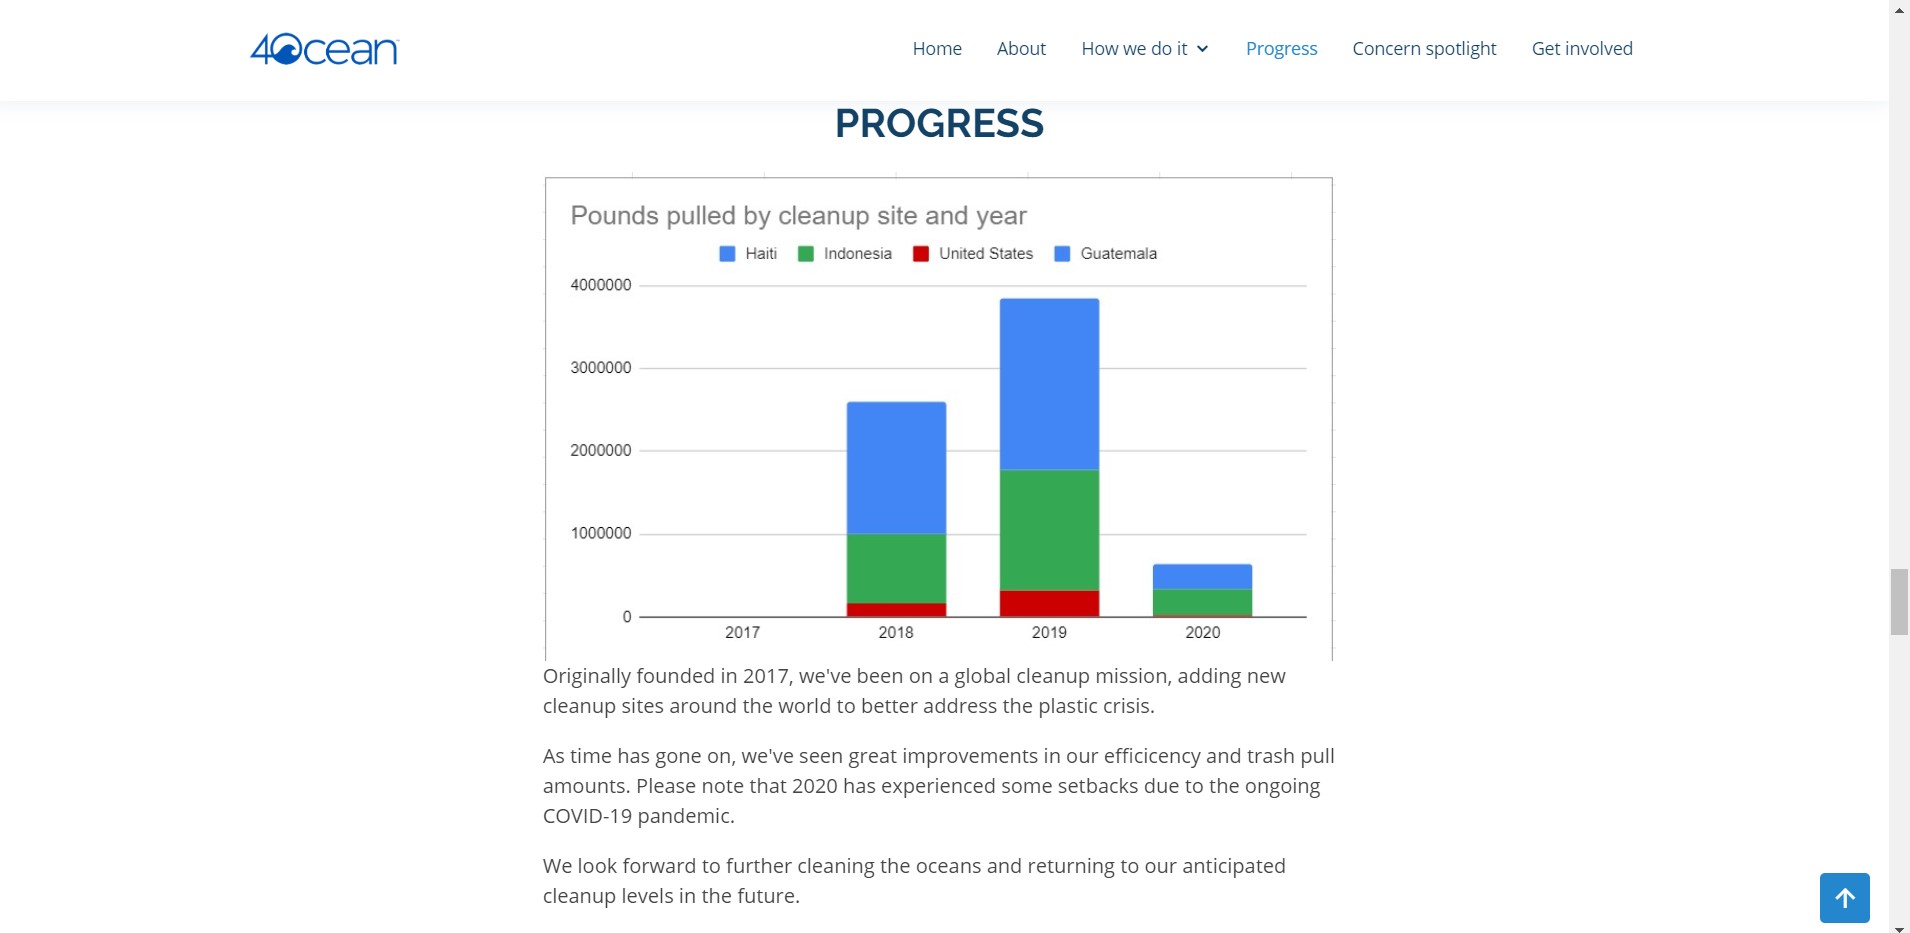 4Ocean
Home About How we do it Progress Concern spotlight Get involved
PROGRESS
Pounds pulled by cleanup site and year
Haiti Indonesia United States Guatemala
4000000
3000000
2000000
1000000
0
2017 2018 2019 2020
Originally founded in 2017, we've been on a global cleanup mission, adding new
cleanup sites around the world to better address the plastic crisis.
As time has gone on, we've seen great improvements in our efficicency and trash pull
amounts. Please note that 2020 has experienced some setbacks due to the ongoing
COVID-19 pandemic.
We look forward to further cleaning the oceans and returning to our anticipated
cleanup levels in the future.